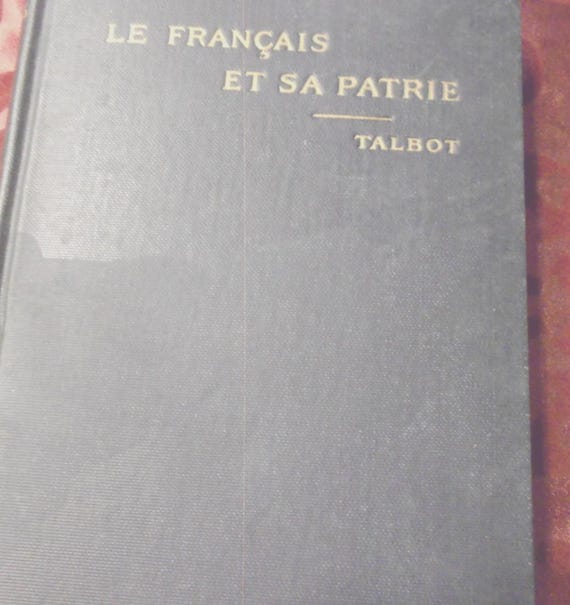 LE FRANÇAIS
ET SA PATRIE
TALBOT